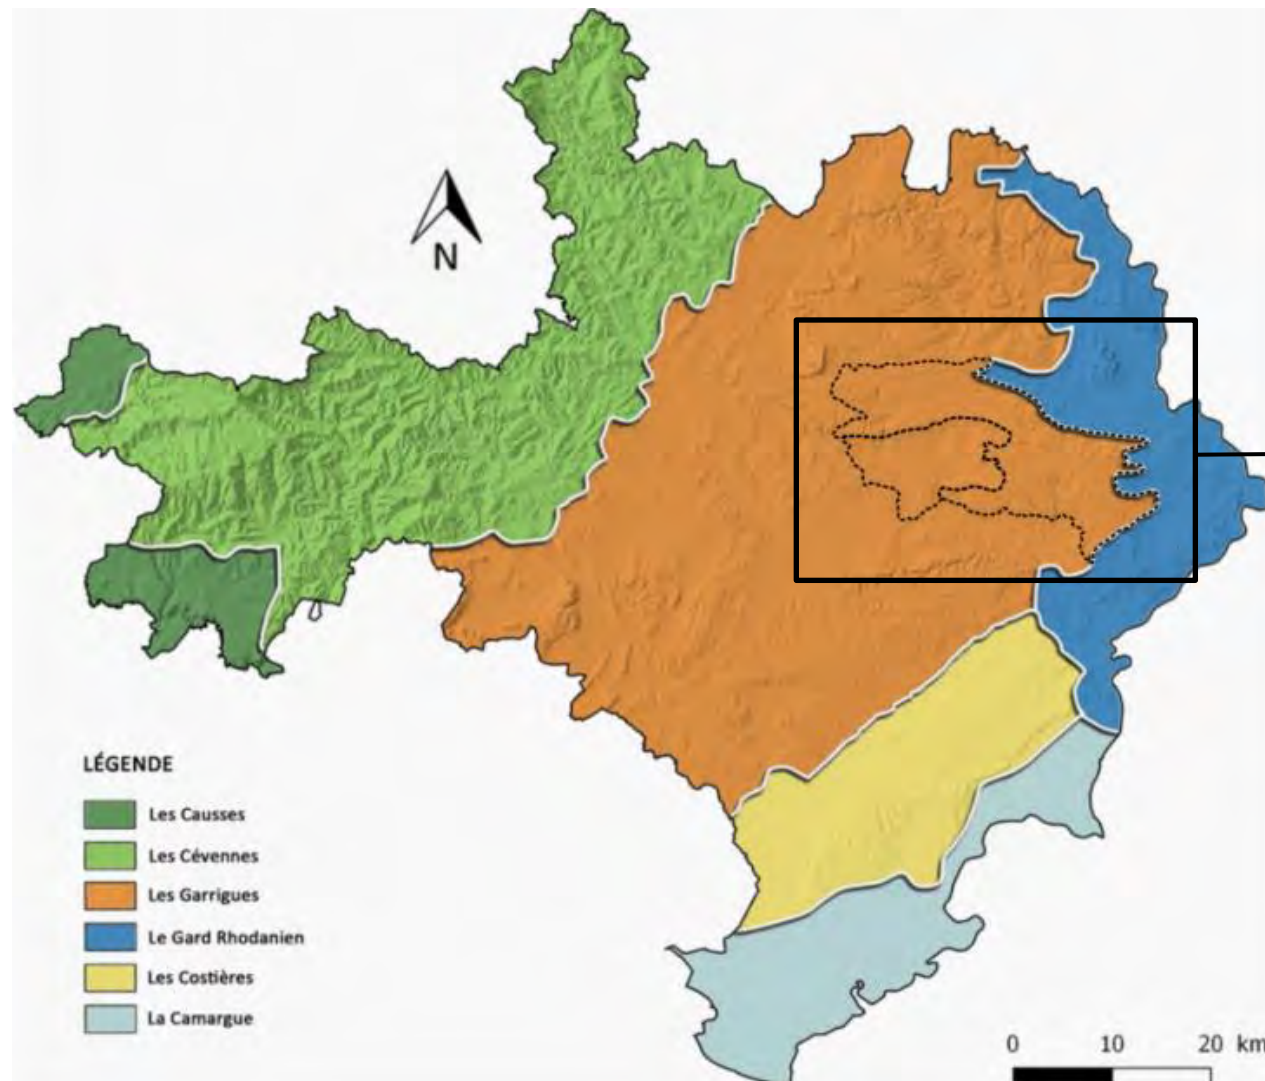 N
LÉGENDE
Les Causses
Les Cévennes
Les Garrigues
Le Gard Rhodanien
Les Costières
La Camargue
0 10 20 km